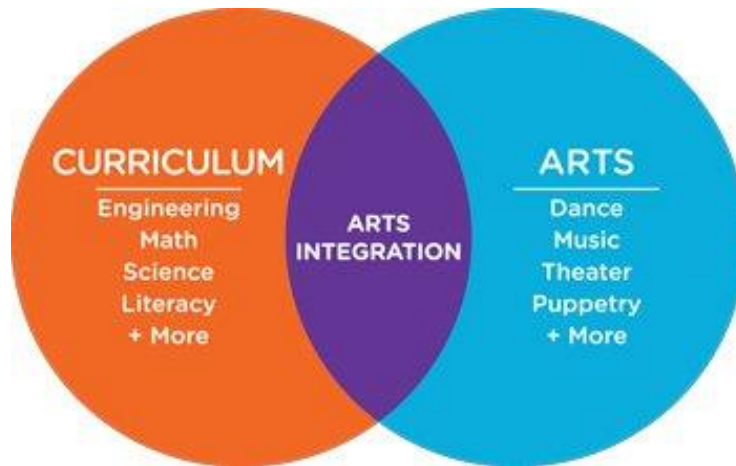 CURRICULUM
Engineering
Math
Science
Literacy
+ More
ARTS
INTEGRATION
ARTS
Dance
Music
Theater
Puppetry
+ More